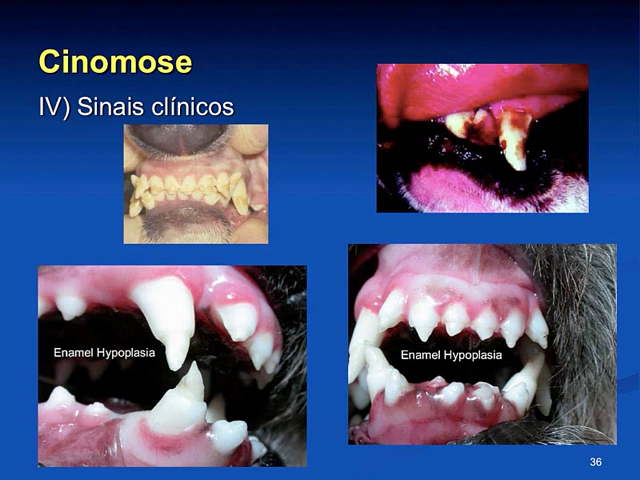 Cinomose
IV) Sinais clínicos
Enamel Hypoplasia
Enamel Hypoplasia
36